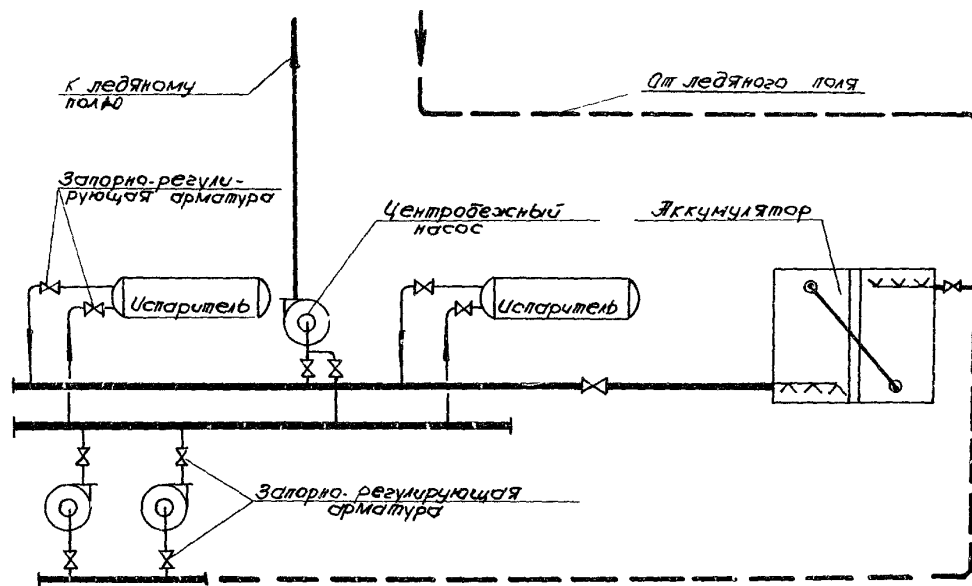 К ледяному
полю
От ледяного поля
Запорно-регули-
рующая арматура
Центробежный
насос
Аккумулятор
Испаритель
Испаритель
Запорно-регулирующая
арматура